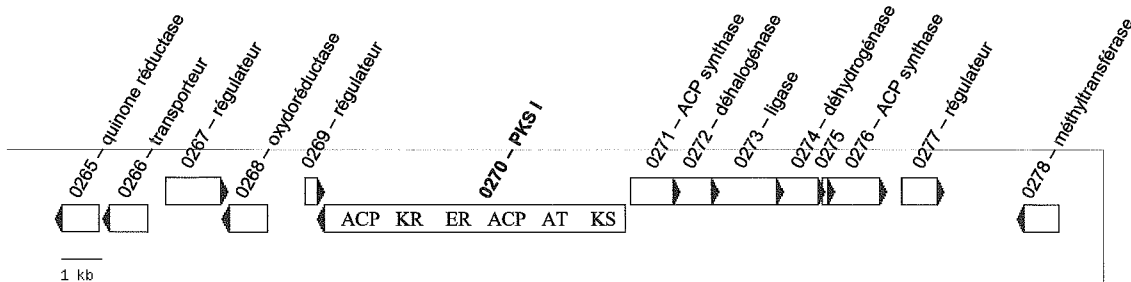 0265 – quinone réductase
0266 – transporteur
0267 – régulateur
0268 – oxydoréductase
0269 – régulateur
0270 – PKS I
0271 – ACP synthase
0272 – déhalogénase
0273 – ligase
0274 – déhydrogénase
0275
0276 – ACP synthase
0277 – régulateur
0278 – méthyltransférase
ACP KR ER ACP AT KS
1 kb